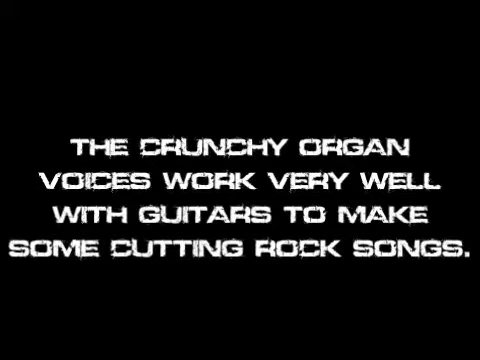 THE CRUNCHY ORGAN
VOICES WORK VERY WELL
WITH GUITARS TO MAKE
SOME CUTTING ROCK SONGS.